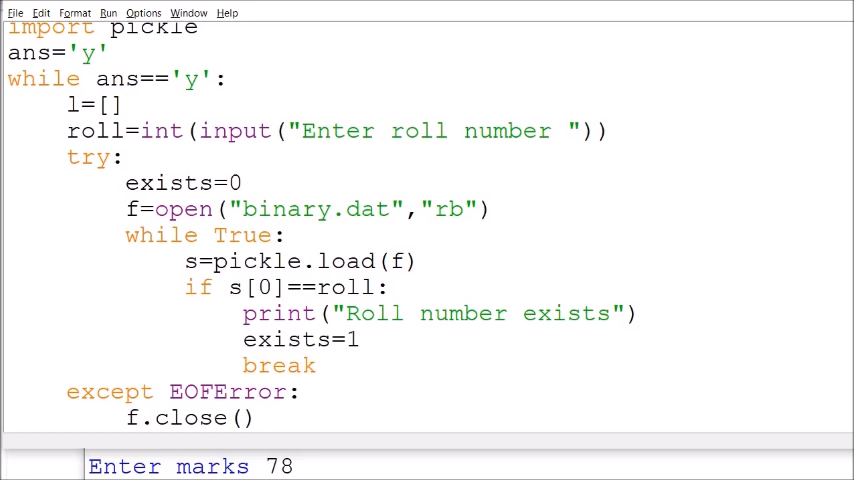 File Edit Format Run Options Window Help
import pickle
ans='y'
while ans=='y':
    l=[]
    roll=int(input("Enter roll number "))
    try:
        exists=0
        f=open("binary.dat","rb")
        while True:
            s=pickle.load(f)
            if s[0]==roll:
                print("Roll number exists")
                exists=1
                break
    except EOFError:
        f.close()
Enter marks 78